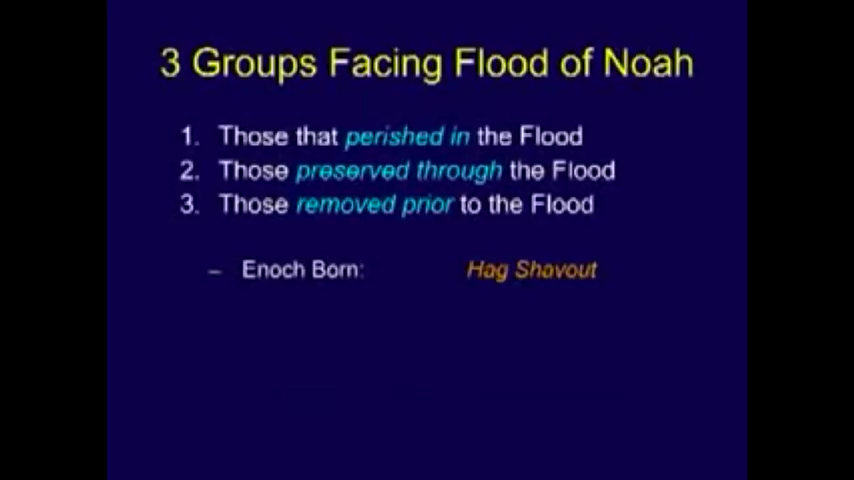 3 Groups Facing Flood of Noah
1. Those that perished in the Flood
2. Those preserved through the Flood
3. Those removed prior to the Flood
– Enoch Born: Hag Shavout